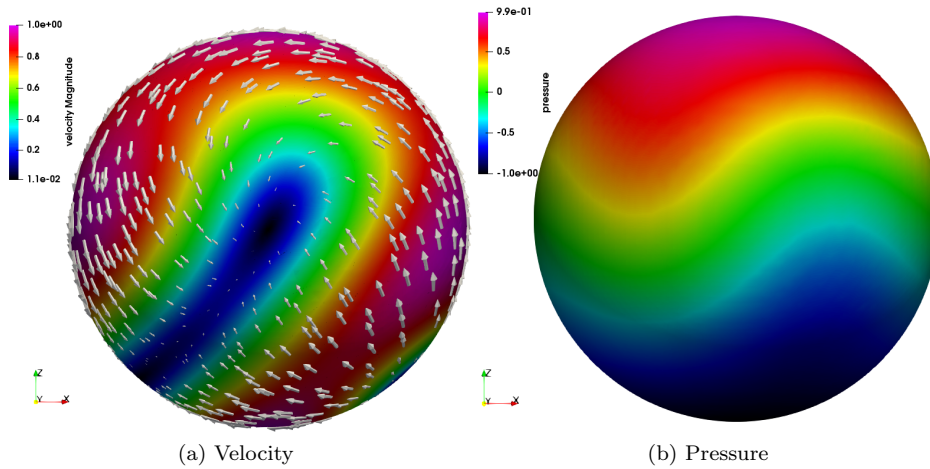 1.0e+00
0.8
0.6
0.4
0.2
1.1e-02
velocity Magnitude
Z
Y
X
(a) Velocity
9.9e-01
0.5
0
-0.5
-1.0e+00
pressure
Z
Y
X
(b) Pressure